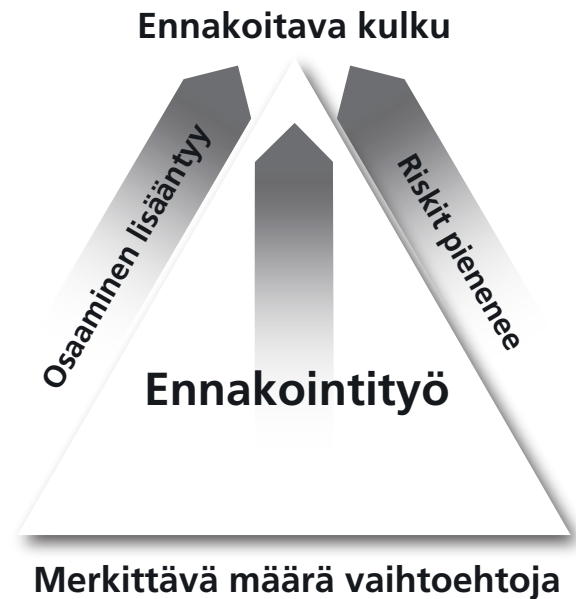 Ennakoitava kulku
Osaaminen lisääntyy
Riskit pienenee
Ennakointityö
Merkittävä määrä vaihtoehtoja